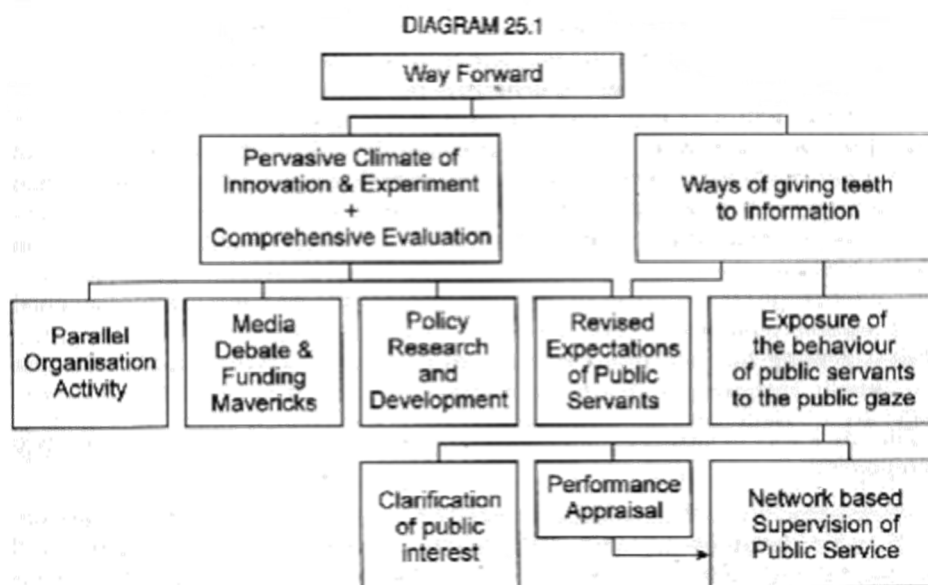 DIAGRAM 25.1
Way Forward
Pervasive Climate of
Innovation & Experiment
+
Comprehensive Evaluation
Ways of giving teeth
to information
Parallel
Organisation
Activity
Media
Debate &
Funding
Mavericks
Policy
Research
and
Development
Revised
Expectations
of Public
Servants
Exposure of
the behaviour
of public servants
to the public gaze
Clarification
of public
interest
Performance
Appraisal
Network based
Supervision of
Public Service